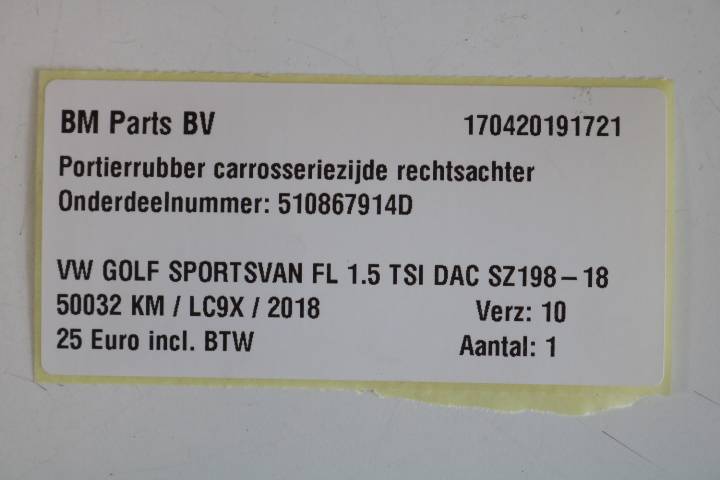 BM Parts BV 170420191721
Portierrubber carrosseriezijde rechtsachter
Onderdeelnummer: 510867914D
VW GOLF SPORTSVAN FL 1.5 TSI DAC SZ198-18
50032 KM / LC9X / 2018 Verz: 10
25 Euro incl. BTW Aantal: 1